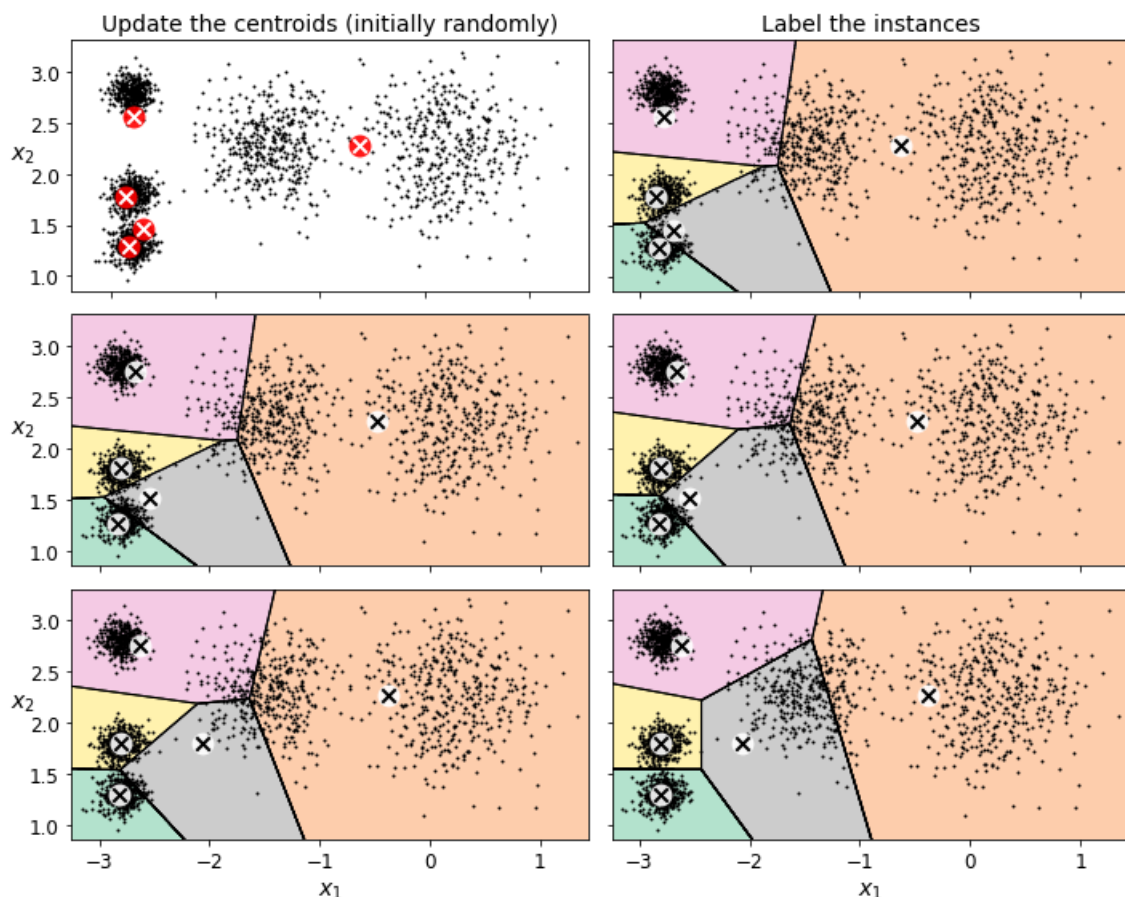 Update the centroids (initially randomly)
Label the instances
3.0
2.5
x₂
2.0
1.5
1.0
3.0
2.5
x₂
2.0
1.5
1.0
3.0
2.5
x₂
2.0
1.5
1.0
−3 −2 −1 0 1
−3 −2 −1 0 1
x₁
x₁